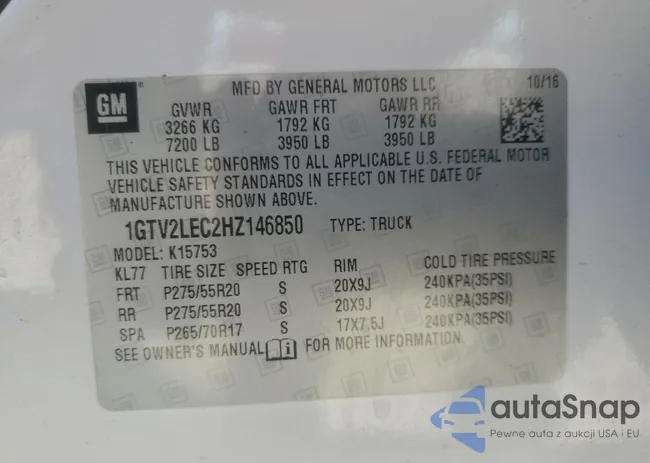 GM
MFD BY GENERAL MOTORS LLC 10/16
GVWR GAWR FRT GAWR RR
3266 KG 1792 KG 1792 KG
7200 LB 3950 LB 3950 LB
THIS VEHICLE CONFORMS TO ALL APPLICABLE U.S. FEDERAL MOTOR
VEHICLE SAFETY STANDARDS IN EFFECT ON THE DATE OF
MANUFACTURE SHOWN ABOVE.
1GTV2LEC2HZ146850 TYPE: TRUCK
MODEL: K15753
KL77 TIRE SIZE SPEED RTG RIM COLD TIRE PRESSURE
FRT P275/55R20 S 20X9J 240KPA(35PSI)
RR P275/55R20 S 20X9J 240KPA(35PSI)
SPA P265/70R17 S 17X7.5J 240KPA(35PSI)
SEE OWNER'S MANUAL i FOR MORE INFORMATION.
autaSnap
Pewne auta z aukcji USA i EU